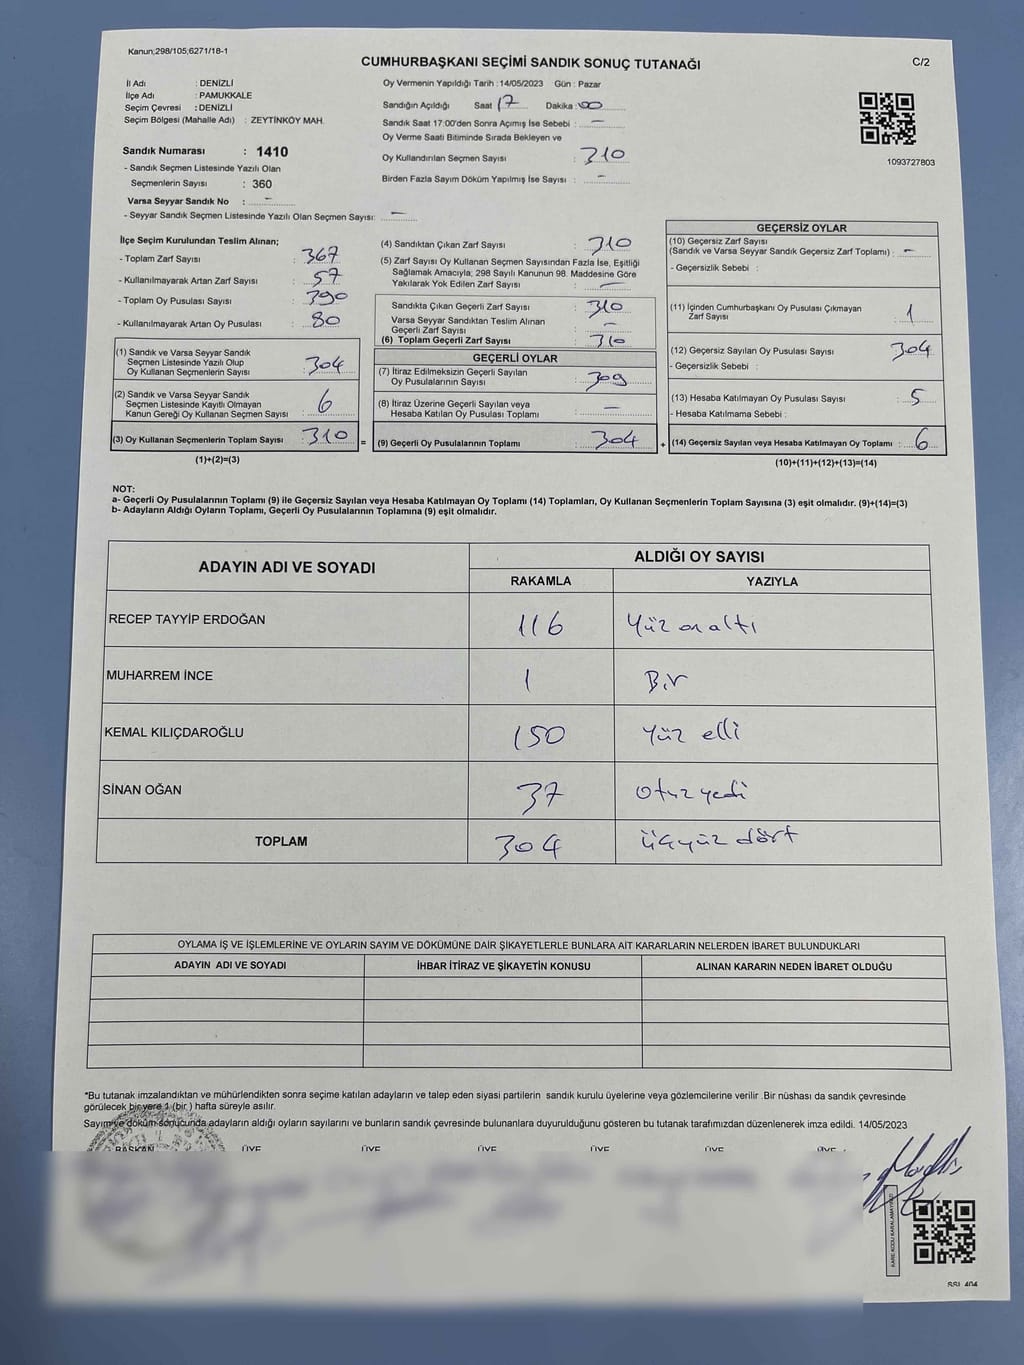 Kanun;298/105;6271/18-1
CUMHURBAŞKANI SEÇİMİ SANDIK SONUÇ TUTANAĞI
C/2
İl Adı : DENİZLİ
İlçe Adı : PAMUKKALE
Seçim Çevresi : DENİZLİ
Seçim Bölgesi (Mahalle Adı) : ZEYTİNKÖY MAH.
Sandık Numarası : 1410
- Sandık Seçmen Listesinde Yazılı Olan
Seçmenlerin Sayısı : 360
Varsa Seyyar Sandık No : -
- Seyyar Sandık Seçmen Listesinde Yazılı Olan Seçmen Sayısı: -
Oy Vermenin Yapıldığı Tarih : 14/05/2023 Gün : Pazar
Sandığın Açıldığı Saat 17 Dakika : 00
Sandık Saat 17:00'den Sonra Açımış İse Sebebi : -
Oy Verme Saati Bitiminde Sırada Bekleyen ve
Oy Kullandırılan Seçmen Sayısı : 310
Birden Fazla Sayım Döküm Yapılmış İse Sayısı : -
1093727803
İlçe Seçim Kurulundan Teslim Alınan;
- Toplam Zarf Sayısı : 367
- Kullanılmayarak Artan Zarf Sayısı : 57
- Toplam Oy Pusulası Sayısı : 390
- Kullanılmayarak Artan Oy Pusulası : 80
(1) Sandık ve Varsa Seyyar Sandık
Seçmen Listesinde Yazılı Olup
Oy Kullanan Seçmenlerin Sayısı : 304
(2) Sandık ve Varsa Seyyar Sandık
Seçmen Listesinde Kayıtlı Olmayan
Kanun Gereği Oy Kullanan Seçmen Sayısı : 6
(3) Oy Kullanan Seçmenlerin Toplam Sayısı : 310 =
(1)+(2)=(3)
(4) Sandıktan Çıkan Zarf Sayısı : 310
(5) Zarf Sayısı Oy Kullanan Seçmen Sayısından Fazla İse, Eşitliği
Sağlamak Amacıyla; 298 Sayılı Kanunun 98. Maddesine Göre
Yakılarak Yok Edilen Zarf Sayısı : -
Sandıkta Çıkan Geçerli Zarf Sayısı : 310
Varsa Seyyar Sandıktan Teslim Alınan
Geçerli Zarf Sayısı : -
(6) Toplam Geçerli Zarf Sayısı : 310
GEÇERLİ OYLAR
(7) İtiraz Edilmeksizin Geçerli Sayılan
Oy Pusulalarının Sayısı : 309
(8) İtiraz Üzerine Geçerli Sayılan veya
Hesaba Katılan Oy Pusulası Toplamı : -
(9) Geçerli Oy Pusulalarının Toplamı : 304 +
GEÇERSİZ OYLAR
(10) Geçersiz Zarf Sayısı
(Sandık ve Varsa Seyyar Sandık Geçersiz Zarf Toplamı) : -
- Geçersizlik Sebebi :
(11) İçinden Cumhurbaşkanı Oy Pusulası Çıkmayan
Zarf Sayısı : 1
(12) Geçersiz Sayılan Oy Pusulası Sayısı : 304
- Geçersizlik Sebebi :
(13) Hesaba Katılmayan Oy Pusulası Sayısı : 5
- Hesaba Katılmama Sebebi :
(14) Geçersiz Sayılan veya Hesaba Katılmayan Oy Toplamı : 6
(10)+(11)+(12)+(13)=(14)
NOT:
a- Geçerli Oy Pusulalarının Toplamı (9) ile Geçersiz Sayılan veya Hesaba Katılmayan Oy Toplamı (14) Toplamları, Oy Kullanan Seçmenlerin Toplam Sayısına (3) eşit olmalıdır. (9)+(14)=(3)
b- Adayların Aldığı Oyların Toplamı, Geçerli Oy Pusulalarının Toplamına (9) eşit olmalıdır.
ADAYIN ADI VE SOYADI ALDIĞI OY SAYISI
RAKAMLA YAZIYLA
RECEP TAYYİP ERDOĞAN 116 Yüz on altı
MUHARREM İNCE 1 Bir
KEMAL KILIÇDAROĞLU 150 Yüz elli
SİNAN OĞAN 37 otuz yedi
TOPLAM 304 üçyüz dört
OYLAMA İŞ VE İŞLEMLERİNE VE OYLARIN SAYIM VE DÖKÜMÜNE DAİR ŞİKAYETLERLE BUNLARA AİT KARARLARIN NELERDEN İBARET BULUNDUKLARI
ADAYIN ADI VE SOYADI İHBAR İTİRAZ VE ŞİKAYETİN KONUSU ALINAN KARARIN NEDEN İBARET OLDUĞU
*Bu tutanak imzalandıktan ve mühürlendikten sonra seçime katılan adayların ve talep eden siyasi partilerin sandık kurulu üyelerine veya gözlemcilerine verilir .Bir nüshası da sandık çevresinde
görülecek bir yere 1 (bir ) hafta süreyle asılır.
Sayım ve döküm sonucunda adayların aldığı oyların sayılarını ve bunların sandık çevresinde bulunanlara duyurulduğunu gösteren bu tutanak tarafımızdan düzenlenerek imza edildi. 14/05/2023
BAŞKAN ÜYE ÜYE ÜYE ÜYE ÜYE ÜYE
KARE KODU KARALAMAYINIZ